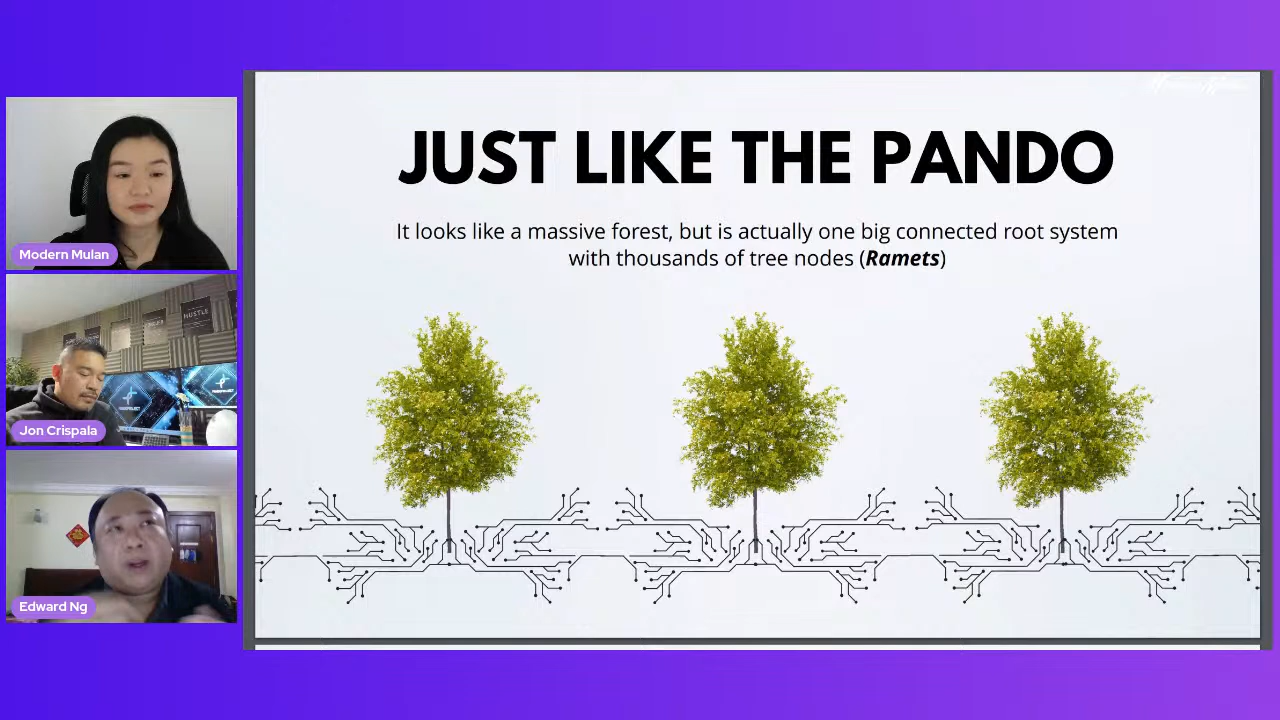 JUST LIKE THE PANDO
It looks like a massive forest, but is actually one big connected root system
with thousands of tree nodes (Ramets)
Modern Mulan
HUSTLE
Jon Crispala
Edward Ng